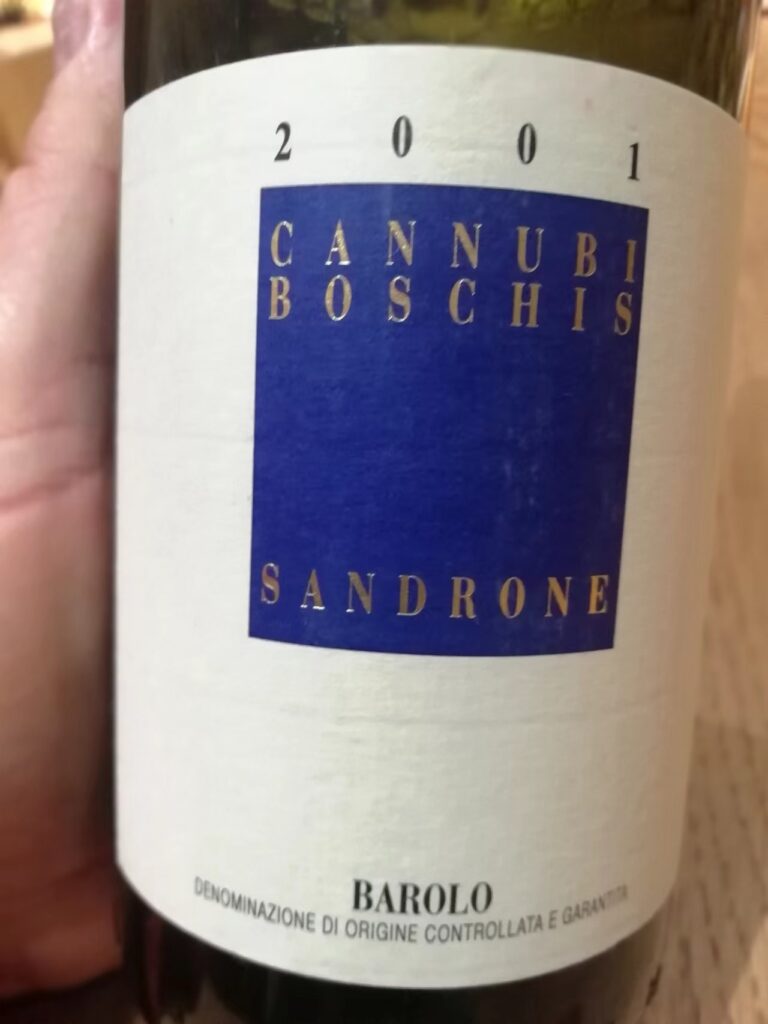 2001
CANNUBI
BOSCHIS
SANDRONE
BAROLO
DENOMINAZIONE DI ORIGINE CONTROLLATA E GARANTITA